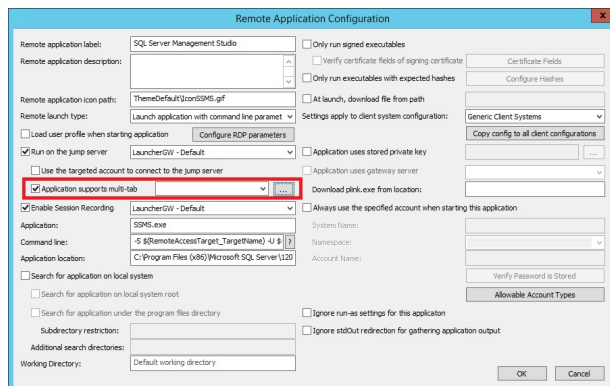 Remote Application Configuration
x
Remote application label:
SQL Server Management Studio
Remote application description:
Remote application icon path:
ThemeDefault\IconSSMS.gif
Remote launch type:
Launch application with command line paramet
Load user profile when starting application
Configure RDP parameters
Run on the jump server
LauncherGW - Default
Use the targeted account to connect to the jump server
Application supports multi-tab
...
Enable Session Recording
LauncherGW - Default
Application:
SSMS.exe
Command line:
-S $(RemoteAccessTarget_TargetName) -U $(
?
Application location:
C:\Program Files (x86)\Microsoft SQL Server\120
Search for application on local system
Search for application on local system root
Search for application under the program files directory
Subdirectory restriction:
Additional search directories:
Working Directory:
Default working directory
Only run signed executables
Verify certificate fields of signing certificate
Certificate Fields
Only run executables with expected hashes
Configure Hashes
At launch, download file from path
Settings apply to client system configuration:
Generic Client Systems
Copy config to all client configurations
Application uses stored private key
...
Application uses gateway server
Download plink.exe from location:
Always use the specified account when starting this application
System Name:
Namespace:
Account Name:
Verify Password is Stored
Allowable Account Types
Ignore run-as settings for this applicaton
Ignore stdOut redirection for gathering application output
OK
Cancel